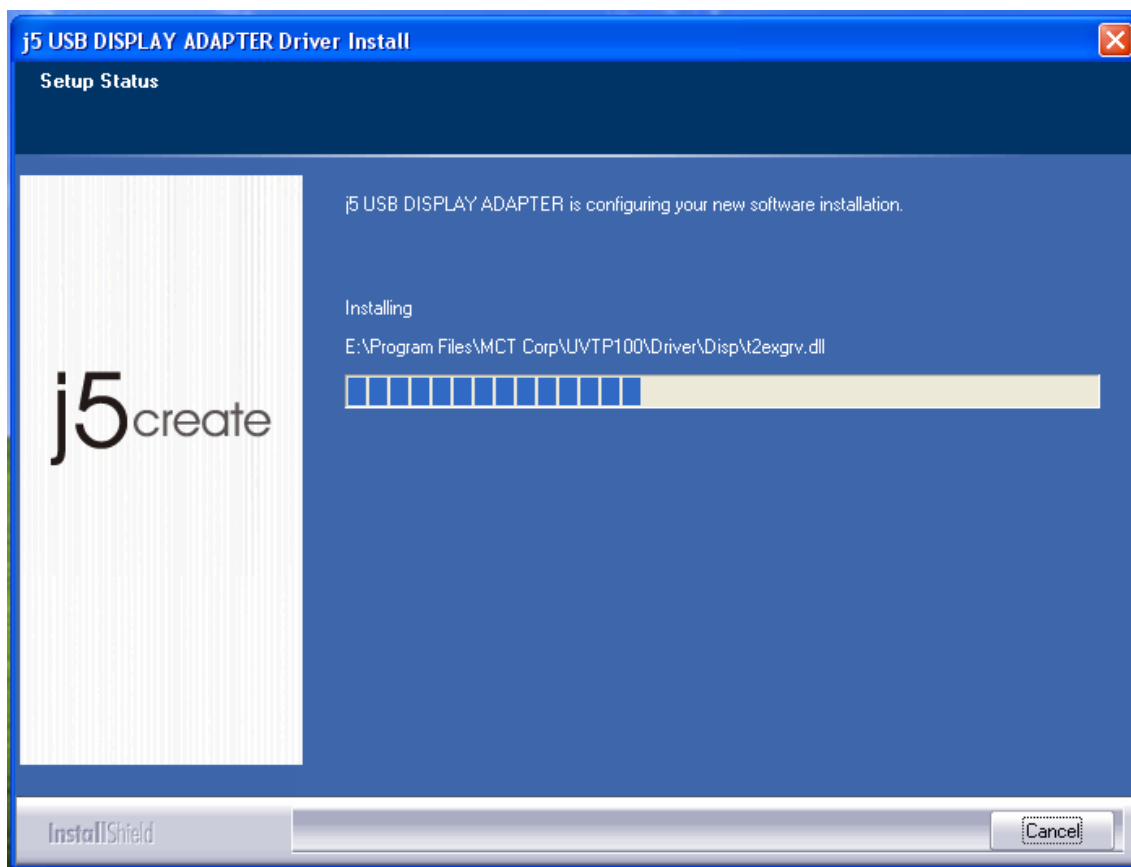 j5 USB DISPLAY ADAPTER Driver Install
Setup Status
j5 USB DISPLAY ADAPTER is configuring your new software installation.
Installing
E:\Program Files\MCT Corp\UVTP100\Driver\Disp\t2exgrv.dll
j5create
InstallShield
Cancel